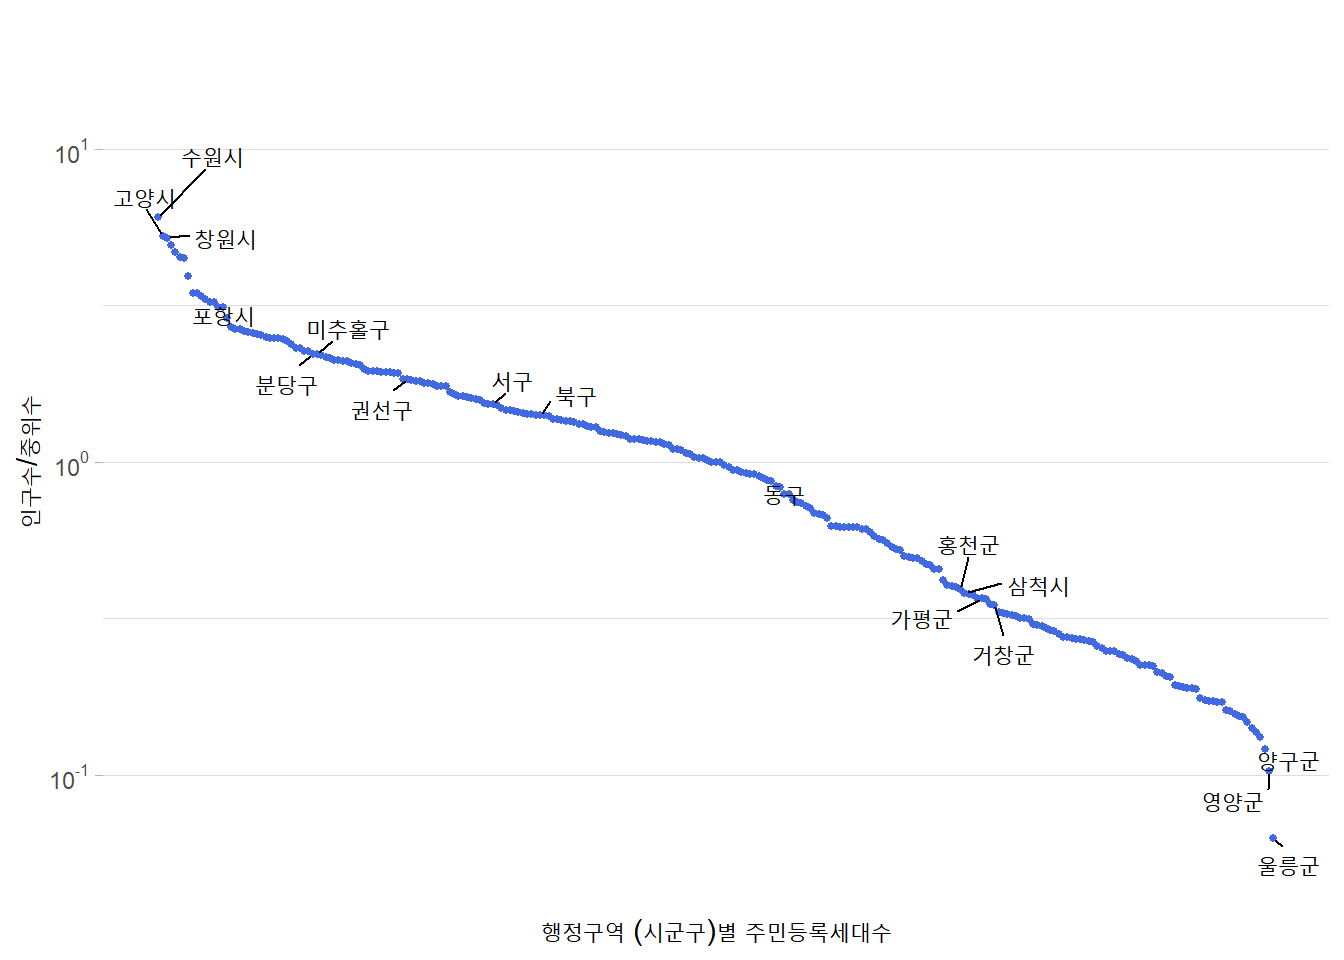 10¹
수원시
고양시
창원시
포항시
미추홀구
분당구
서구
권선구
북구
인구수/중위수
10⁰
동구
홍천군
삼척시
가평군
거창군
양구군
10⁻¹
영양군
울릉군
행정구역 (시군구)별 주민등록세대수